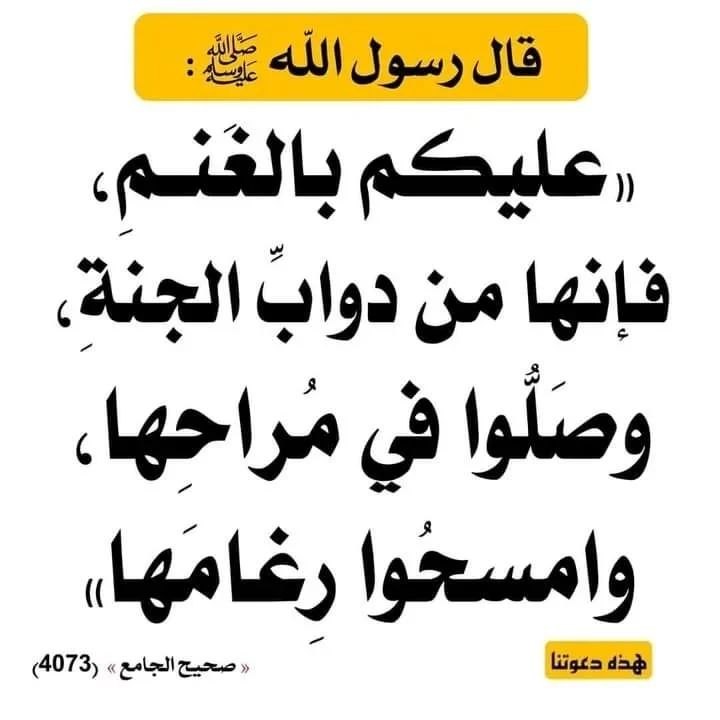 قال رسول الله ﷺ :
((عليكم بالغَنـمِ،
فإنها من دوابِّ الجنةِ،
وصَلُّوا في مُراحِها،
وامسحُوا رِغامَها))
هذه دعوتنا
« صحيح الجامع » (4073)